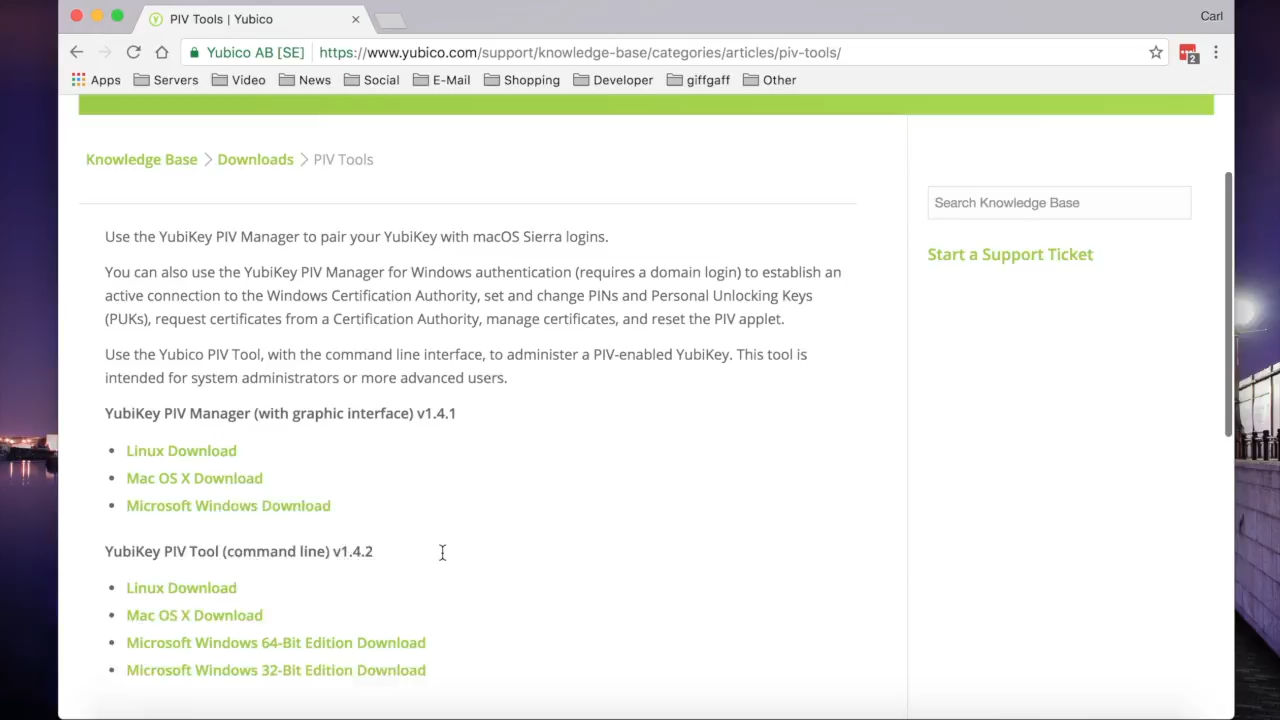 PIV Tools | Yubico
Carl
Yubico AB [SE]
https://www.yubico.com/support/knowledge-base/categories/articles/piv-tools/
2
Apps
Servers
Video
News
Social
E-Mail
Shopping
Developer
giffgaff
Other
Knowledge Base > Downloads > PIV Tools
Search Knowledge Base
Start a Support Ticket
Use the YubiKey PIV Manager to pair your YubiKey with macOS Sierra logins.
You can also use the YubiKey PIV Manager for Windows authentication (requires a domain login) to establish an
active connection to the Windows Certification Authority, set and change PINs and Personal Unlocking Keys
(PUKs), request certificates from a Certification Authority, manage certificates, and reset the PIV applet.
Use the Yubico PIV Tool, with the command line interface, to administer a PIV-enabled YubiKey. This tool is
intended for system administrators or more advanced users.
YubiKey PIV Manager (with graphic interface) v1.4.1
• Linux Download
• Mac OS X Download
• Microsoft Windows Download
YubiKey PIV Tool (command line) v1.4.2
• Linux Download
• Mac OS X Download
• Microsoft Windows 64-Bit Edition Download
• Microsoft Windows 32-Bit Edition Download